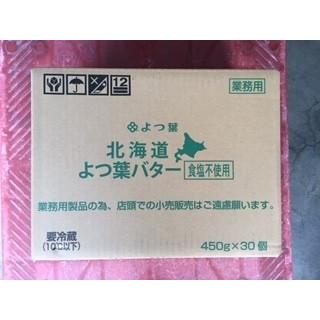 12
業務用
よつ葉
北海道
よつ葉バター 食塩不使用
業務用製品の為、店頭での小売販売はご遠慮願います。
要冷蔵
(10℃以下)
450g×30個